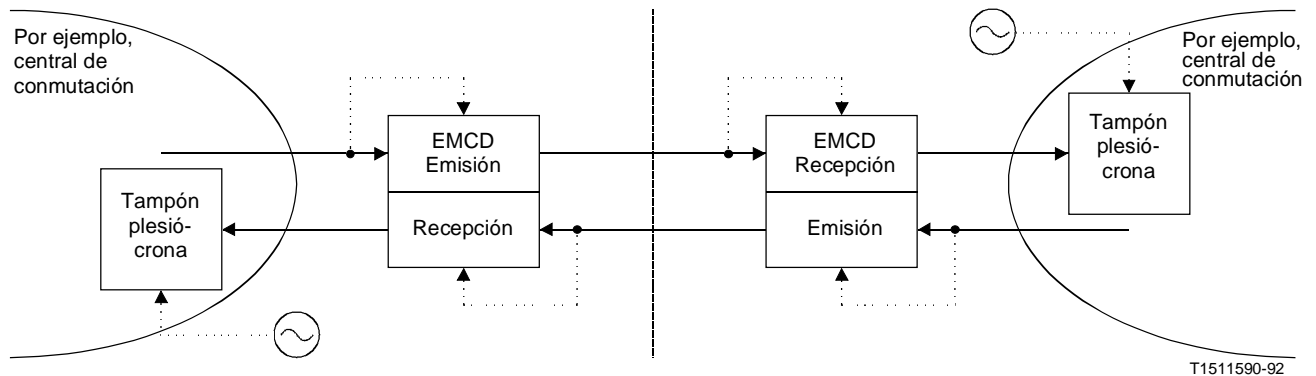 Por ejemplo,
central de
conmutación
Por ejemplo,
central de
conmutación
EMCD
Emisión
EMCD
Recepción
Tampón
plesió-
crona
Tampón
plesió-
crona
Recepción
Emisión
T1511590-92